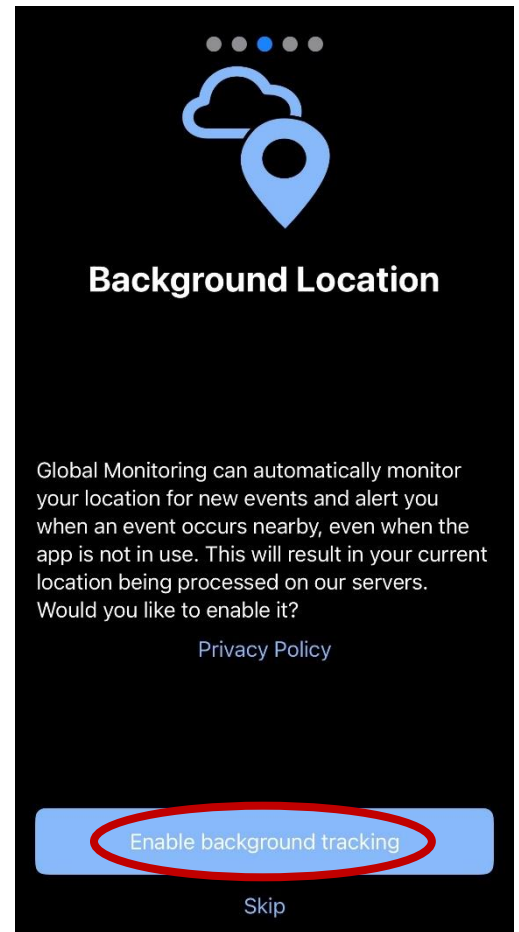 Background Location
Global Monitoring can automatically monitor
your location for new events and alert you
when an event occurs nearby, even when the
app is not in use. This will result in your current
location being processed on our servers.
Would you like to enable it?
Privacy Policy
Enable background tracking
Skip